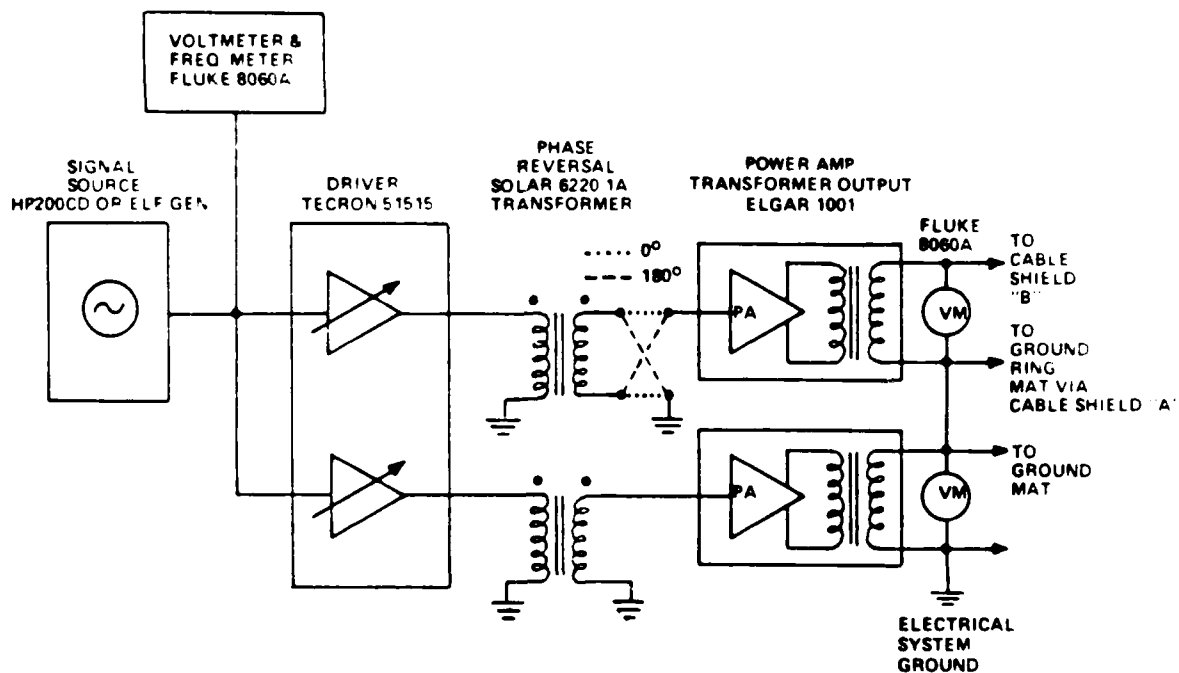 VOLTMETER &
FREQ METER
FLUKE 8060A
SIGNAL
SOURCE
HP200CD OR ELF GEN
DRIVER
TECRON 51515
PHASE
REVERSAL
SOLAR 6220 1A
TRANSFORMER
0°
180°
POWER AMP
TRANSFORMER OUTPUT
ELGAR 1001
FLUKE
8060A
PA
VM
TO
CABLE
SHIELD
"B"
TO
GROUND
RING
MAT VIA
CABLE SHIELD "A"
PA
VM
TO
GROUND
MAT
ELECTRICAL
SYSTEM
GROUND